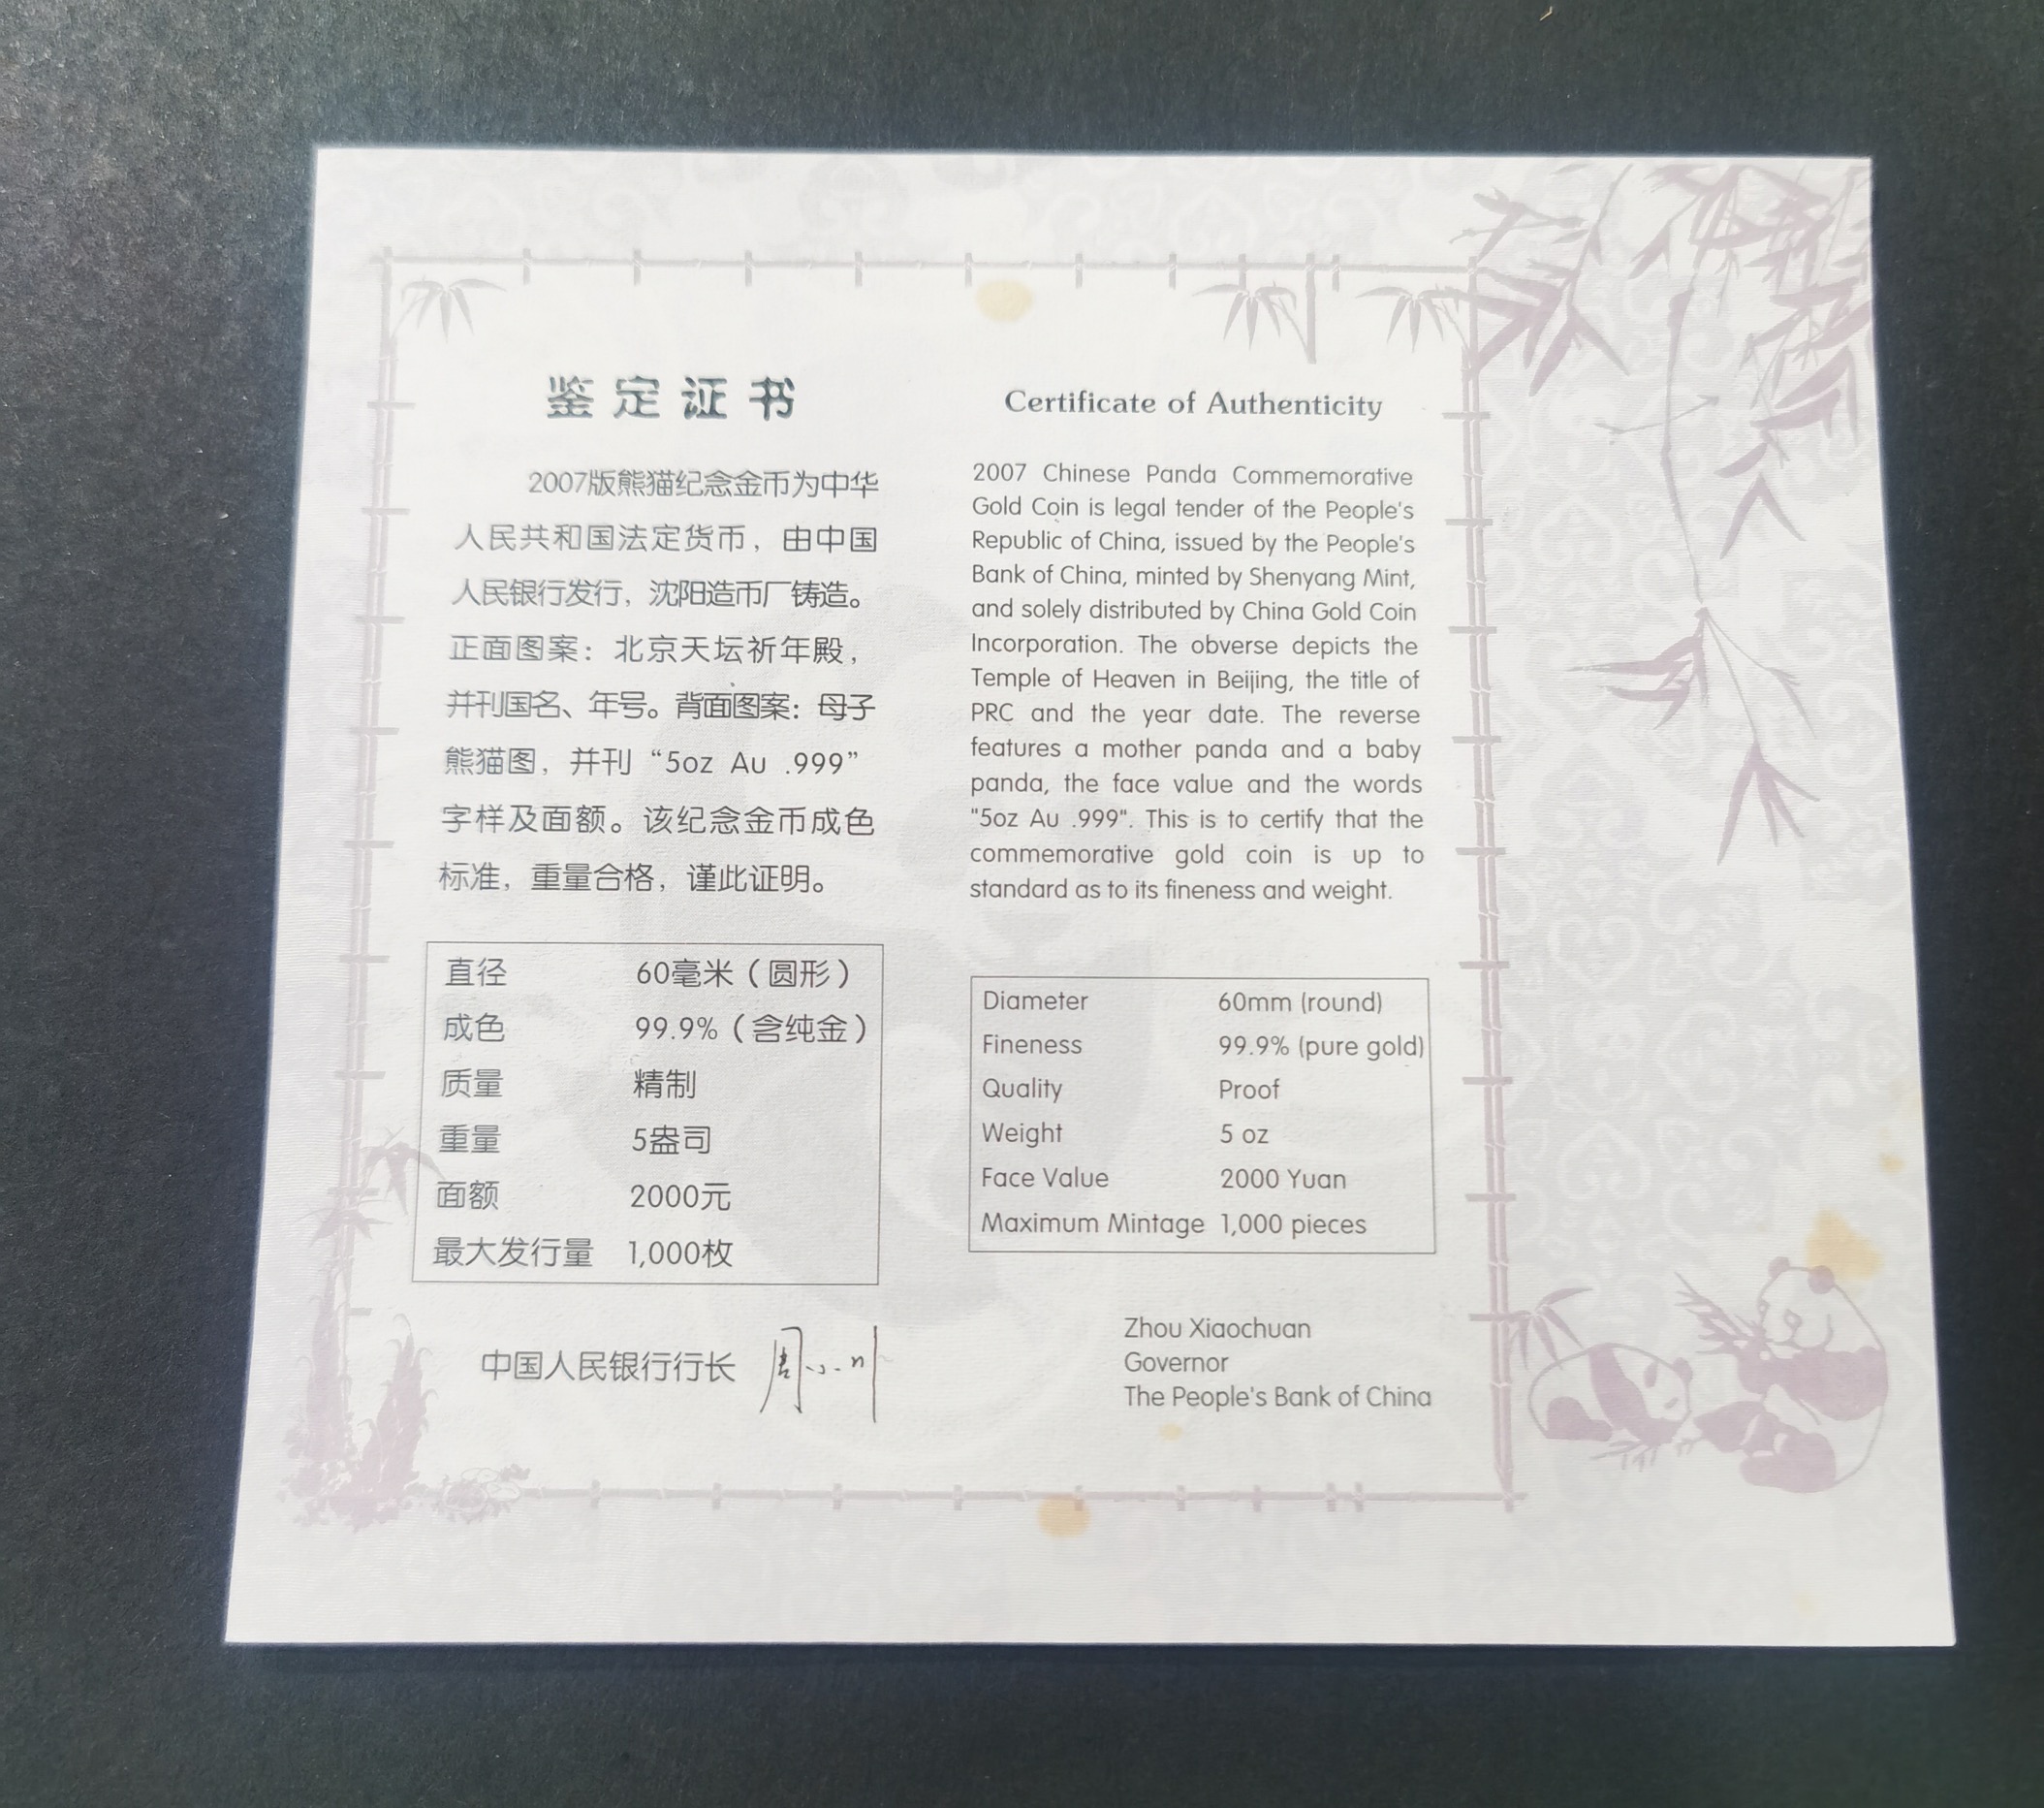 鉴定证书
2007版熊猫纪念金币为中华
人民共和国法定货币，由中国
人民银行发行，沈阳造币厂铸造。
正面图案：北京天坛祈年殿，
并刊国名、年号。背面图案：母子
熊猫图，并刊“5oz Au .999”
字样及面额。该纪念金币成色
标准，重量合格，谨此证明。
直径 60毫米（圆形）
成色 99.9%（含纯金）
质量 精制
重量 5盎司
面额 2000元
最大发行量 1,000枚
中国人民银行行长 周小川
Certificate of Authenticity
2007 Chinese Panda Commemorative
Gold Coin is legal tender of the People's
Republic of China, issued by the People's
Bank of China, minted by Shenyang Mint,
and solely distributed by China Gold Coin
Incorporation. The obverse depicts the
Temple of Heaven in Beijing, the title of
PRC and the year date. The reverse
features a mother panda and a baby
panda, the face value and the words
"5oz Au .999". This is to certify that the
commemorative gold coin is up to
standard as to its fineness and weight.
Diameter 60mm (round)
Fineness 99.9% (pure gold)
Quality Proof
Weight 5 oz
Face Value 2000 Yuan
Maximum Mintage 1,000 pieces
Zhou Xiaochuan
Governor
The People's Bank of China